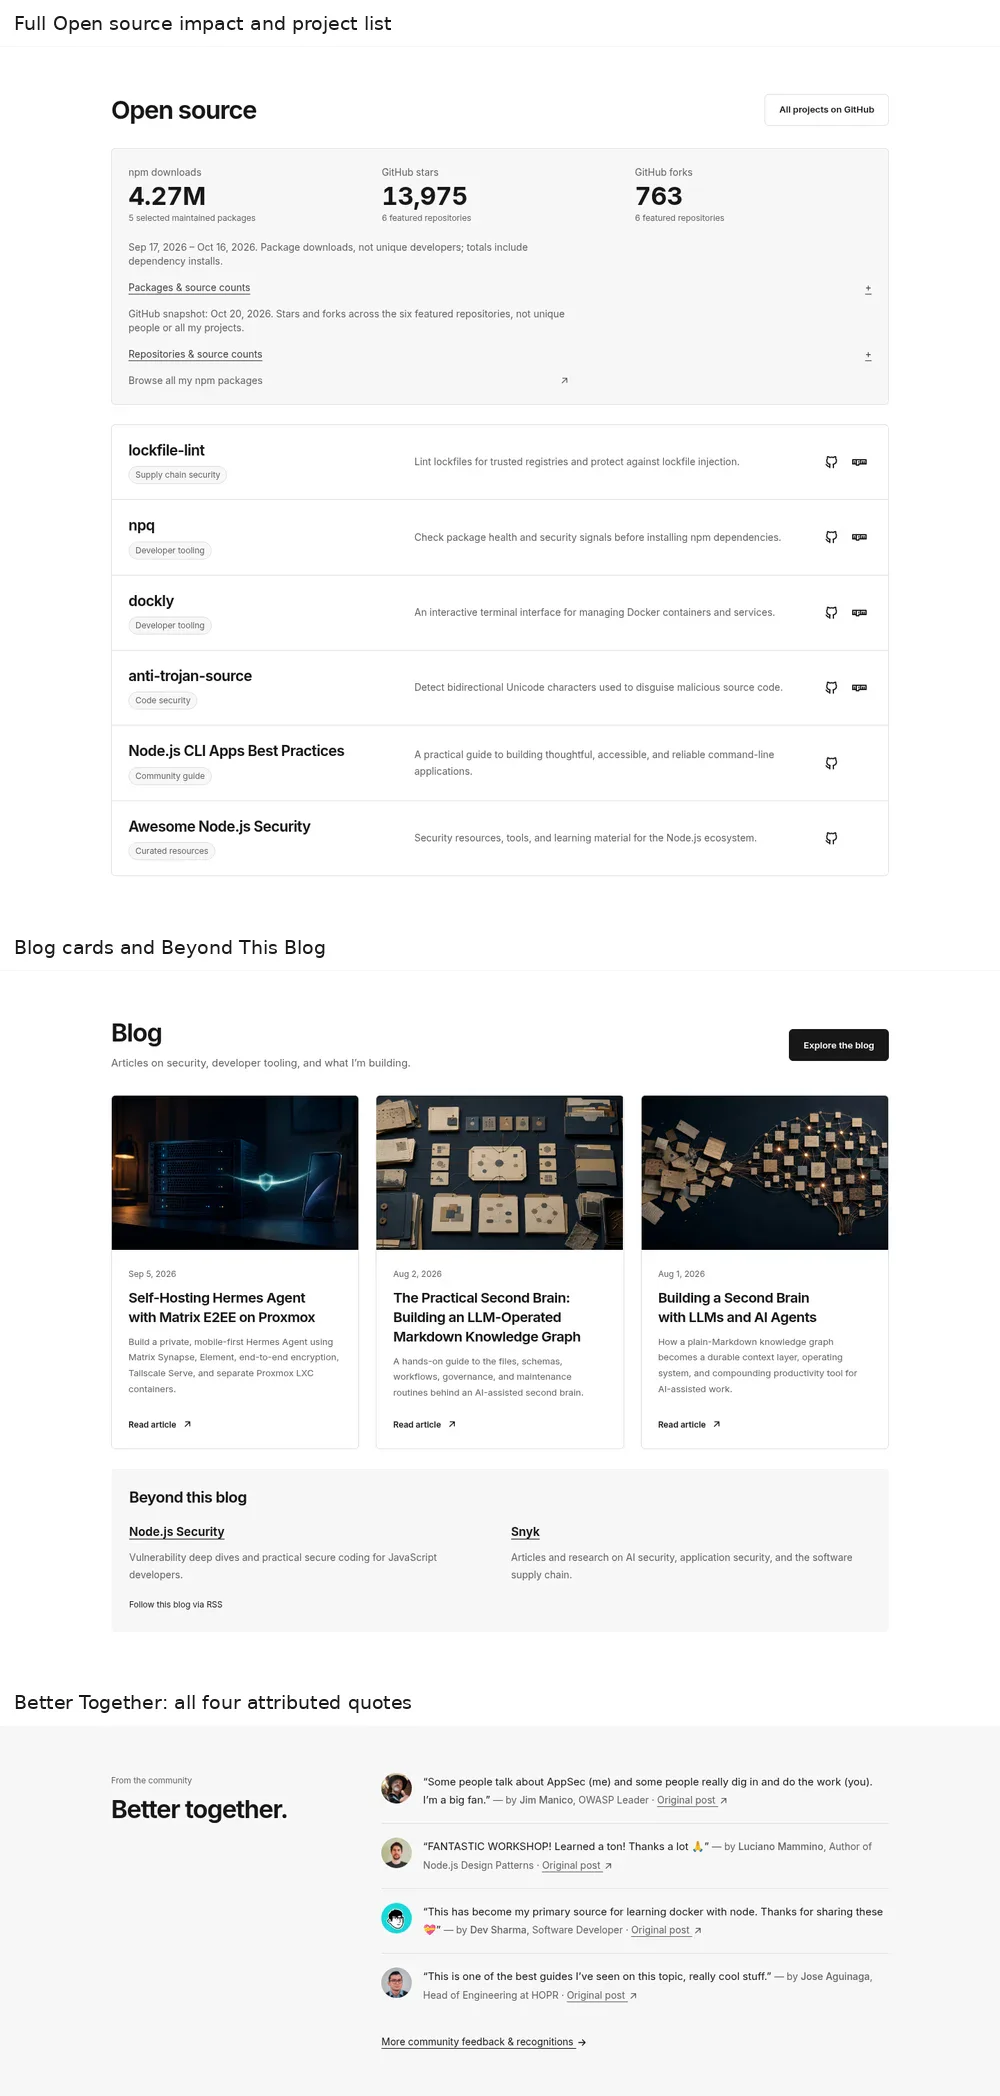 Full Open source impact and project list
Open source
All projects on GitHub
npm downloads
4.27M
5 selected maintained packages
GitHub stars
13,975
6 featured repositories
GitHub forks
763
6 featured repositories
Sep 17, 2026 – Oct 16, 2026. Package downloads, not unique developers; totals include
dependency installs.
Packages & source counts
+
GitHub snapshot: Oct 20, 2026. Stars and forks across the six featured repositories, not unique
people or all my projects.
Repositories & source counts
+
Browse all my npm packages ↗
lockfile-lint
Supply chain security
Lint lockfiles for trusted registries and protect against lockfile injection.
npm
npq
Developer tooling
Check package health and security signals before installing npm dependencies.
npm
dockly
Developer tooling
An interactive terminal interface for managing Docker containers and services.
npm
anti-trojan-source
Code security
Detect bidirectional Unicode characters used to disguise malicious source code.
npm
Node.js CLI Apps Best Practices
Community guide
A practical guide to building thoughtful, accessible, and reliable command-line
applications.
Awesome Node.js Security
Curated resources
Security resources, tools, and learning material for the Node.js ecosystem.
Blog cards and Beyond This Blog
Blog
Articles on security, developer tooling, and what I’m building.
Explore the blog
Sep 5, 2026
Self-Hosting Hermes Agent
with Matrix E2EE on Proxmox
Build a private, mobile-first Hermes Agent using
Matrix Synapse, Element, end-to-end encryption,
Tailscale Serve, and separate Proxmox LXC
containers.
Read article ↗
Aug 2, 2026
The Practical Second Brain:
Building an LLM-Operated
Markdown Knowledge Graph
A hands-on guide to the files, schemas,
workflows, governance, and maintenance
routines behind an AI-assisted second brain.
Read article ↗
Aug 1, 2026
Building a Second Brain
with LLMs and AI Agents
How a plain-Markdown knowledge graph
becomes a durable context layer, operating
system, and compounding productivity tool for
AI-assisted work.
Read article ↗
Beyond this blog
Node.js Security
Vulnerability deep dives and practical secure coding for JavaScript
developers.
Snyk
Articles and research on AI security, application security, and the software
supply chain.
Follow this blog via RSS
Better Together: all four attributed quotes
From the community
Better together.
“Some people talk about AppSec (me) and some people really dig in and do the work (you).
I’m a big fan.” — by Jim Manico, OWASP Leader · Original post ↗
“FANTASTIC WORKSHOP! Learned a ton! Thanks a lot 🙏” — by Luciano Mammino, Author of
Node.js Design Patterns · Original post ↗
“This has become my primary source for learning docker with node. Thanks for sharing these
💝” — by Dev Sharma, Software Developer · Original post ↗
“This is one of the best guides I’ve seen on this topic, really cool stuff.” — by Jose Aguinaga,
Head of Engineering at HOPR · Original post ↗
More community feedback & recognitions →